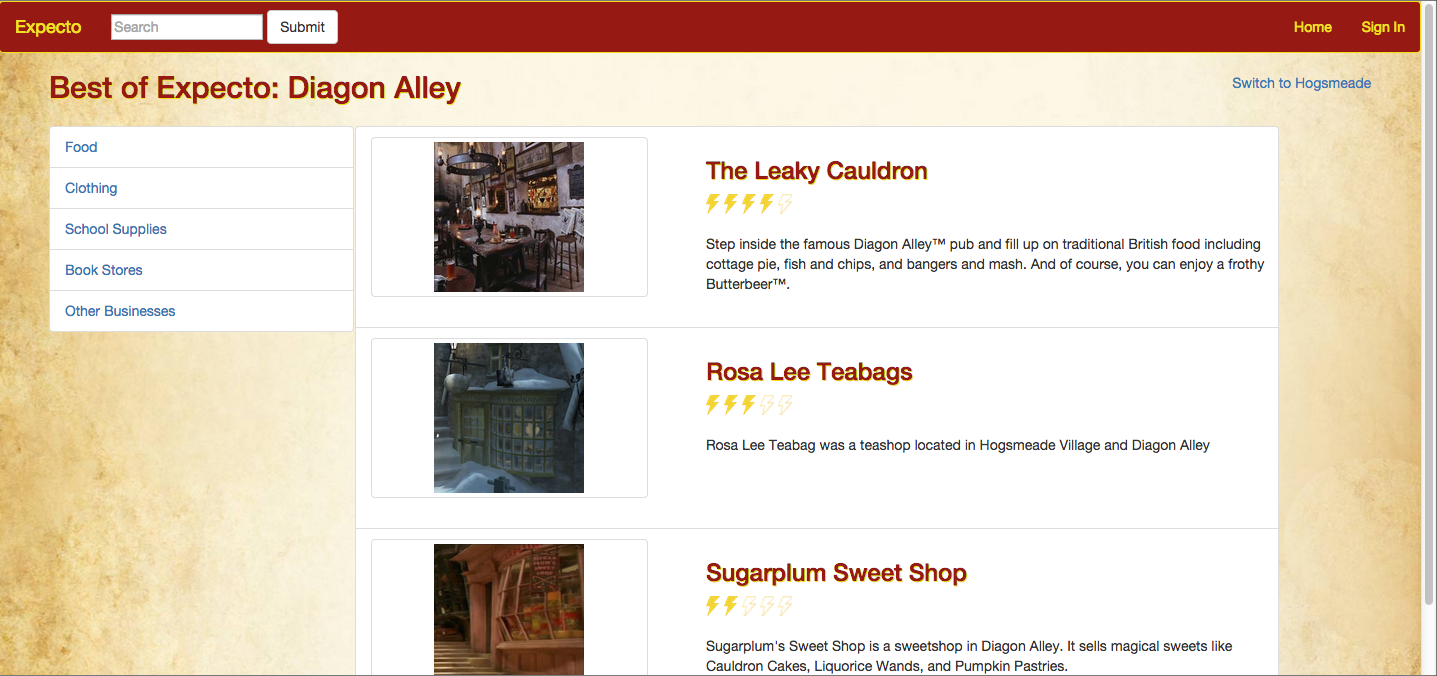 Expecto Search Submit Home Sign In
Best of Expecto: Diagon Alley
Switch to Hogsmeade
Food
Clothing
School Supplies
Book Stores
Other Businesses
The Leaky Cauldron
Step inside the famous Diagon Alley™ pub and fill up on traditional British food including
cottage pie, fish and chips, and bangers and mash. And of course, you can enjoy a frothy
Butterbeer™.
Rosa Lee Teabags
Rosa Lee Teabag was a teashop located in Hogsmeade Village and Diagon Alley
Sugarplum Sweet Shop
Sugarplum's Sweet Shop is a sweetshop in Diagon Alley. It sells magical sweets like
Cauldron Cakes, Liquorice Wands, and Pumpkin Pastries.